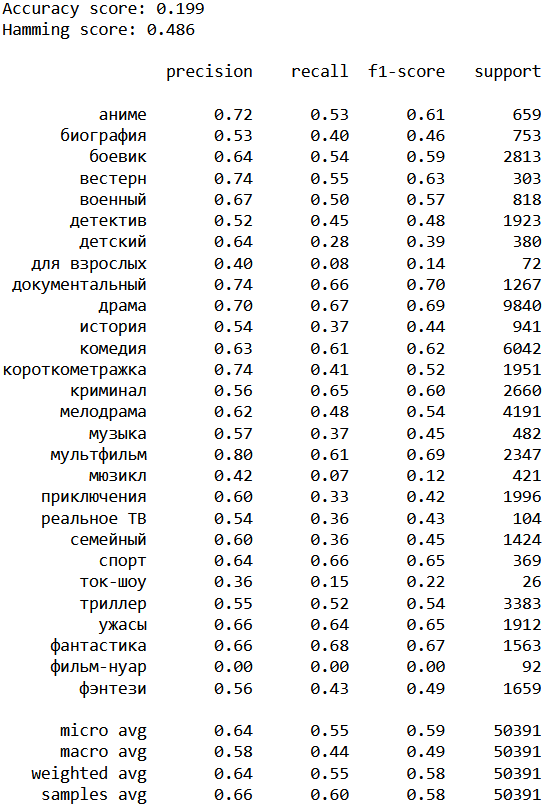 Accuracy score: 0.199
Hamming score: 0.486
precision recall f1-score support
аниме 0.72 0.53 0.61 659
биография 0.53 0.40 0.46 753
боевик 0.64 0.54 0.59 2813
вестерн 0.74 0.55 0.63 303
военный 0.67 0.50 0.57 818
детектив 0.52 0.45 0.48 1923
детский 0.64 0.28 0.39 380
для взрослых 0.40 0.08 0.14 72
документальный 0.74 0.66 0.70 1267
драма 0.70 0.67 0.69 9840
история 0.54 0.37 0.44 941
комедия 0.63 0.61 0.62 6042
короткометражка 0.74 0.41 0.52 1951
криминал 0.56 0.65 0.60 2660
мелодрама 0.62 0.48 0.54 4191
музыка 0.57 0.37 0.45 482
мультфильм 0.80 0.61 0.69 2347
мюзикл 0.42 0.07 0.12 421
приключения 0.60 0.33 0.42 1996
реальное ТВ 0.54 0.36 0.43 104
семейный 0.60 0.36 0.45 1424
спорт 0.64 0.66 0.65 369
ток-шоу 0.36 0.15 0.22 26
триллер 0.55 0.52 0.54 3383
ужасы 0.66 0.64 0.65 1912
фантастика 0.66 0.68 0.67 1563
фильм-нуар 0.00 0.00 0.00 92
фэнтези 0.56 0.43 0.49 1659
micro avg 0.64 0.55 0.59 50391
macro avg 0.58 0.44 0.49 50391
weighted avg 0.64 0.55 0.58 50391
samples avg 0.66 0.60 0.58 50391